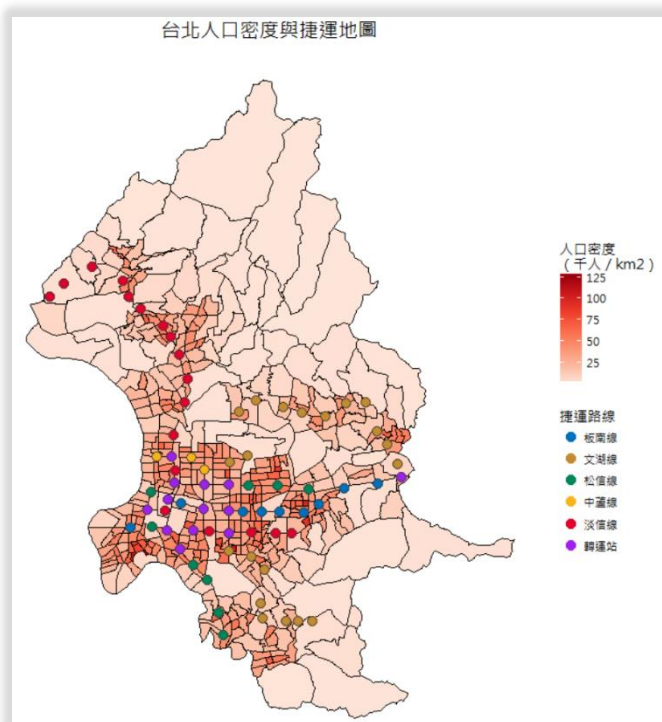 台北人口密度與捷運地圖
人口密度
（千人 / km2）
125
100
75
50
25
捷運路線
板南線
文湖線
松信線
中蘆線
淡信線
轉運站